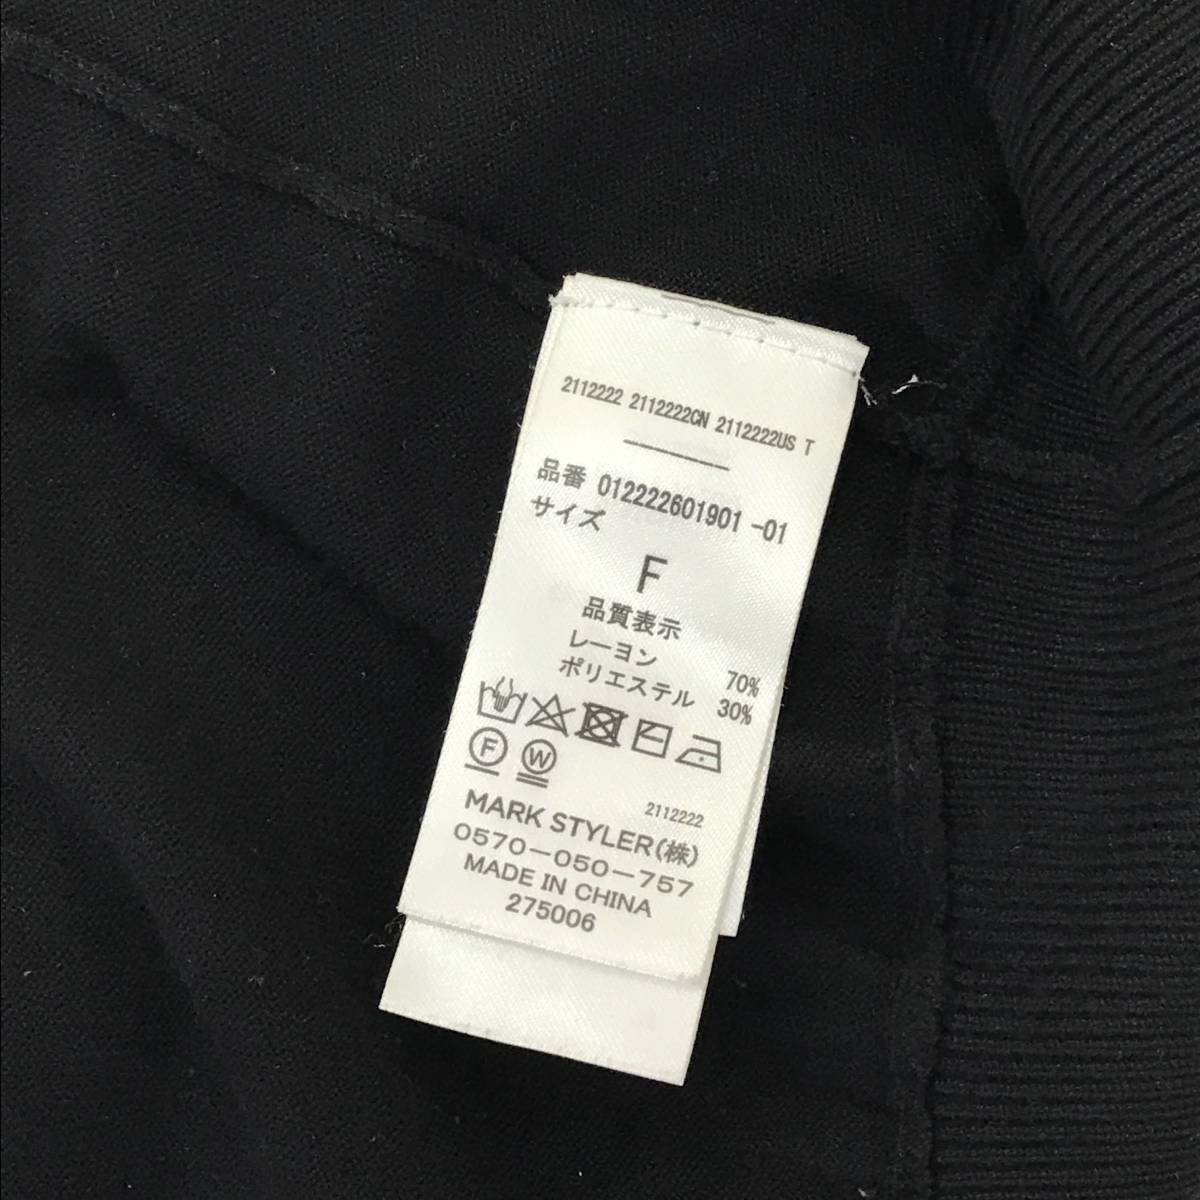 2112222 2112222CN 2112222US T
品番 012222601901 -01
サイズ
F
品質表示
レーヨン 70%
ポリエステル 30%
F W
2112222
MARK STYLER(株)
0570-050-757
MADE IN CHINA
275006